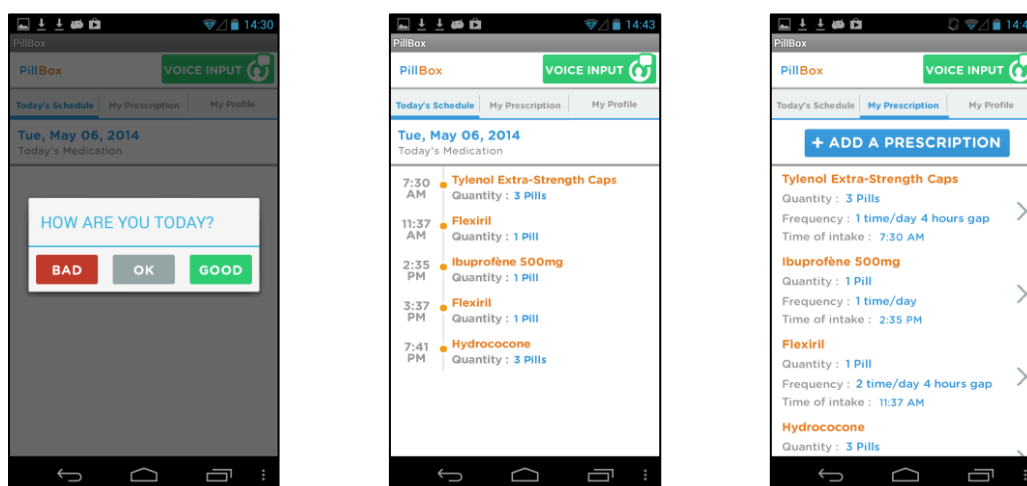 14:30
PillBox
PillBox
VOICE INPUT
Today's Schedule My Prescription My Profile
Tue, May 06, 2014
Today's Medication
HOW ARE YOU TODAY?
BAD OK GOOD
14:43
PillBox
PillBox
VOICE INPUT
Today's Schedule My Prescription My Profile
Tue, May 06, 2014
Today's Medication
7:30 AM
Tylenol Extra-Strength Caps
Quantity : 3 Pills
11:37 AM
Flexiril
Quantity : 1 Pill
2:35 PM
Ibuprofène 500mg
Quantity : 1 Pill
3:37 PM
Flexiril
Quantity : 1 Pill
7:41 PM
Hydrococone
Quantity : 3 Pills
PillBox
PillBox
VOICE INPUT
Today's Schedule My Prescription My Profile
+ ADD A PRESCRIPTION
Tylenol Extra-Strength Caps
Quantity : 3 Pills
Frequency : 1 time/day 4 hours gap
Time of intake : 7:30 AM
Ibuprofène 500mg
Quantity : 1 Pill
Frequency : 1 time/day
Time of intake : 2:35 PM
Flexiril
Quantity : 1 Pill
Frequency : 2 time/day 4 hours gap
Time of intake : 11:37 AM
Hydrococone
Quantity : 3 Pills